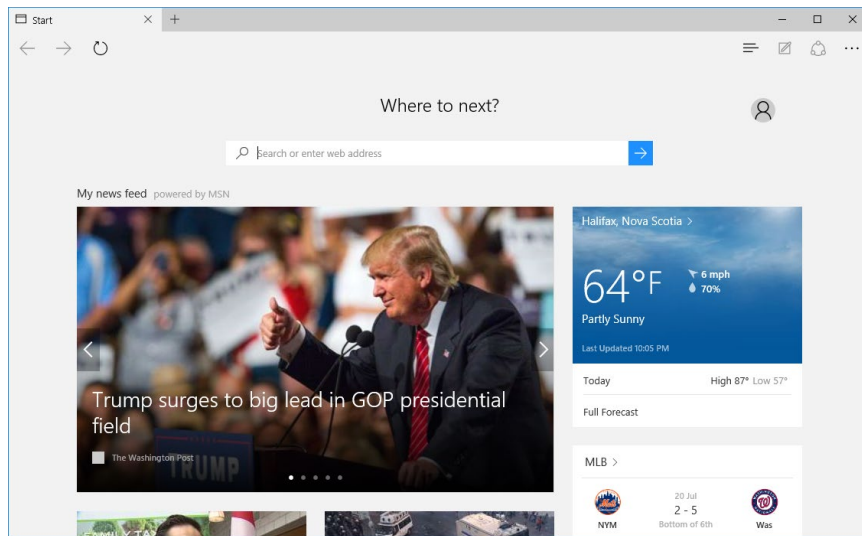 Start
Where to next?
Search or enter web address
My news feed powered by MSN
Trump surges to big lead in GOP presidential
field
The Washington Post
TRUMP
Halifax, Nova Scotia >
64°F
6 mph
70%
Partly Sunny
Last Updated 10:05 PM
Today High 87° Low 57°
Full Forecast
MLB >
20 Jul
2 - 5
NYM Bottom of 6th Was
FAMILY TA